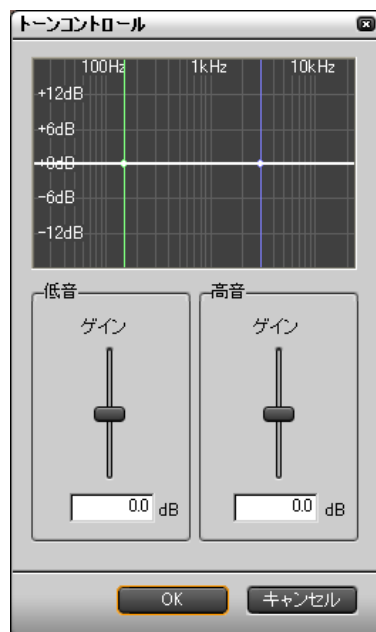 トーンコントロール
100Hz 1kHz 10kHz
+12dB
+6dB
+0dB
-6dB
-12dB
低音 高音
ゲイン ゲイン
0.0 dB 0.0 dB
OK キャンセル